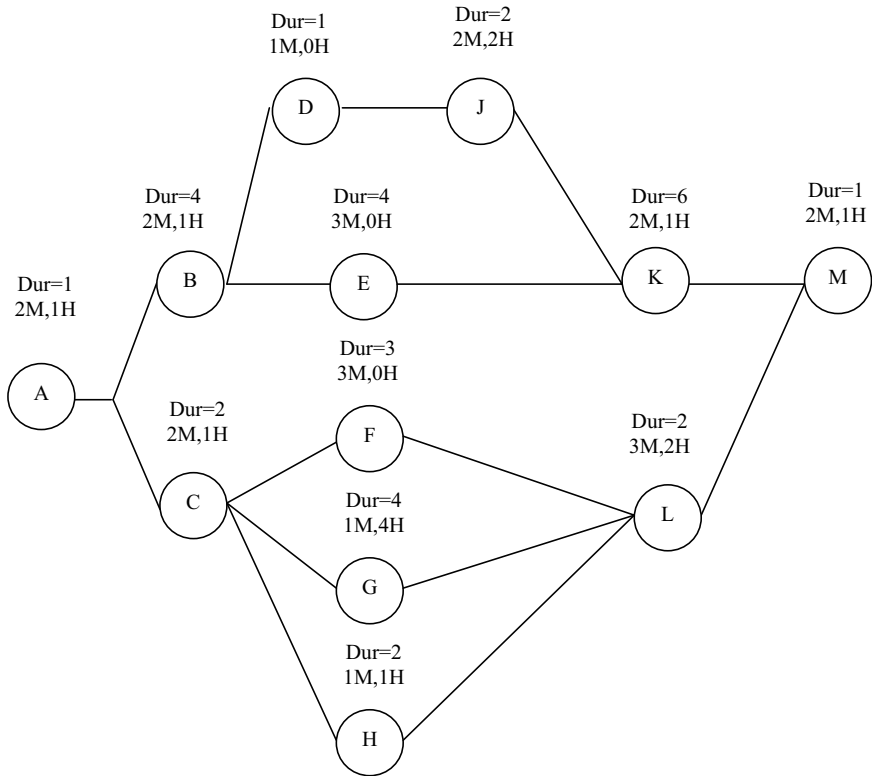 Dur=1
1M,0H
D
Dur=2
2M,2H
J
Dur=4
2M,1H
B
Dur=4
3M,0H
E
Dur=6
2M,1H
K
Dur=1
2M,1H
M
Dur=1
2M,1H
A
Dur=2
2M,1H
C
Dur=3
3M,0H
F
Dur=4
1M,4H
G
Dur=2
1M,1H
H
Dur=2
3M,2H
L